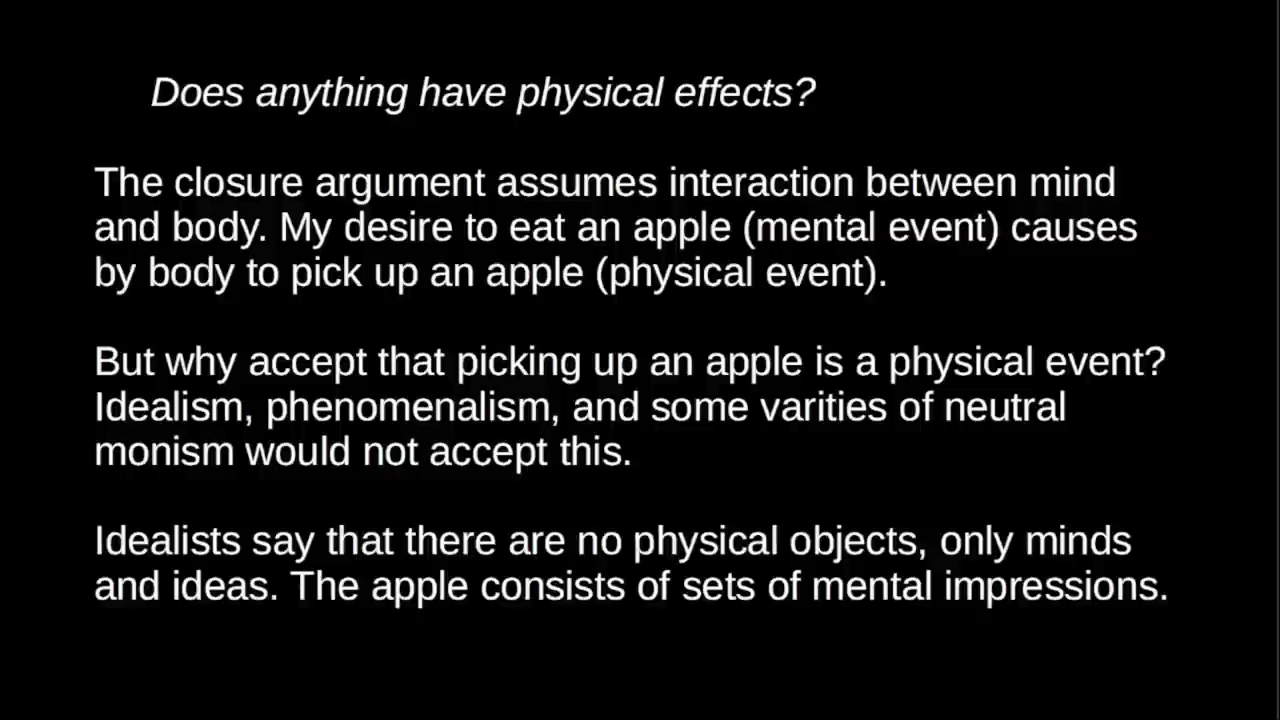 Does anything have physical effects?
The closure argument assumes interaction between mind
and body. My desire to eat an apple (mental event) causes
by body to pick up an apple (physical event).
But why accept that picking up an apple is a physical event?
Idealism, phenomenalism, and some varities of neutral
monism would not accept this.
Idealists say that there are no physical objects, only minds
and ideas. The apple consists of sets of mental impressions.